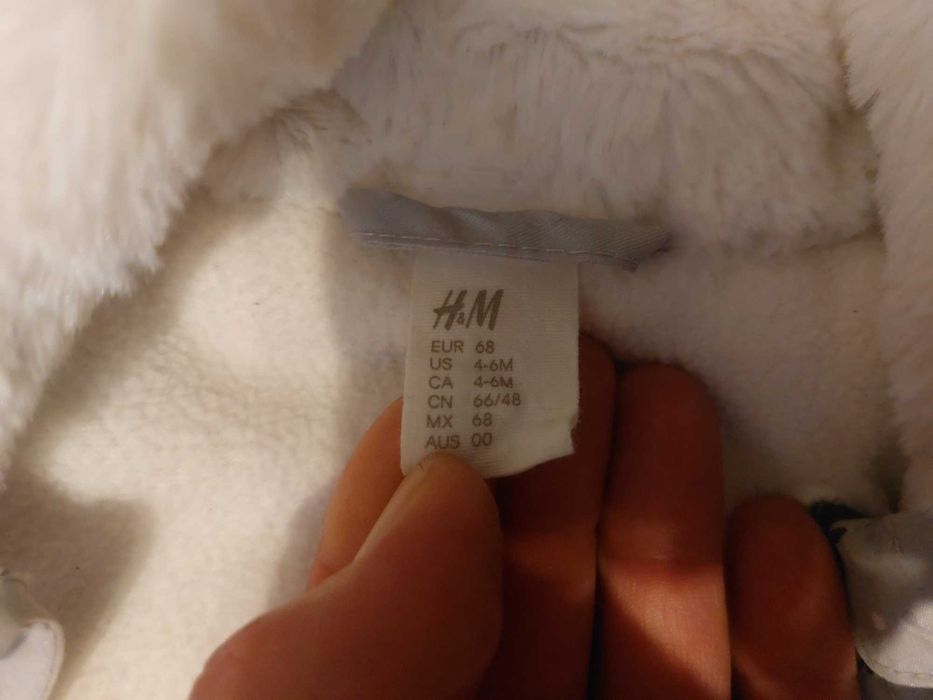 H&M
EUR 68
US 4-6M
CA 4-6M
CN 66/48
MX 68
AUS 00